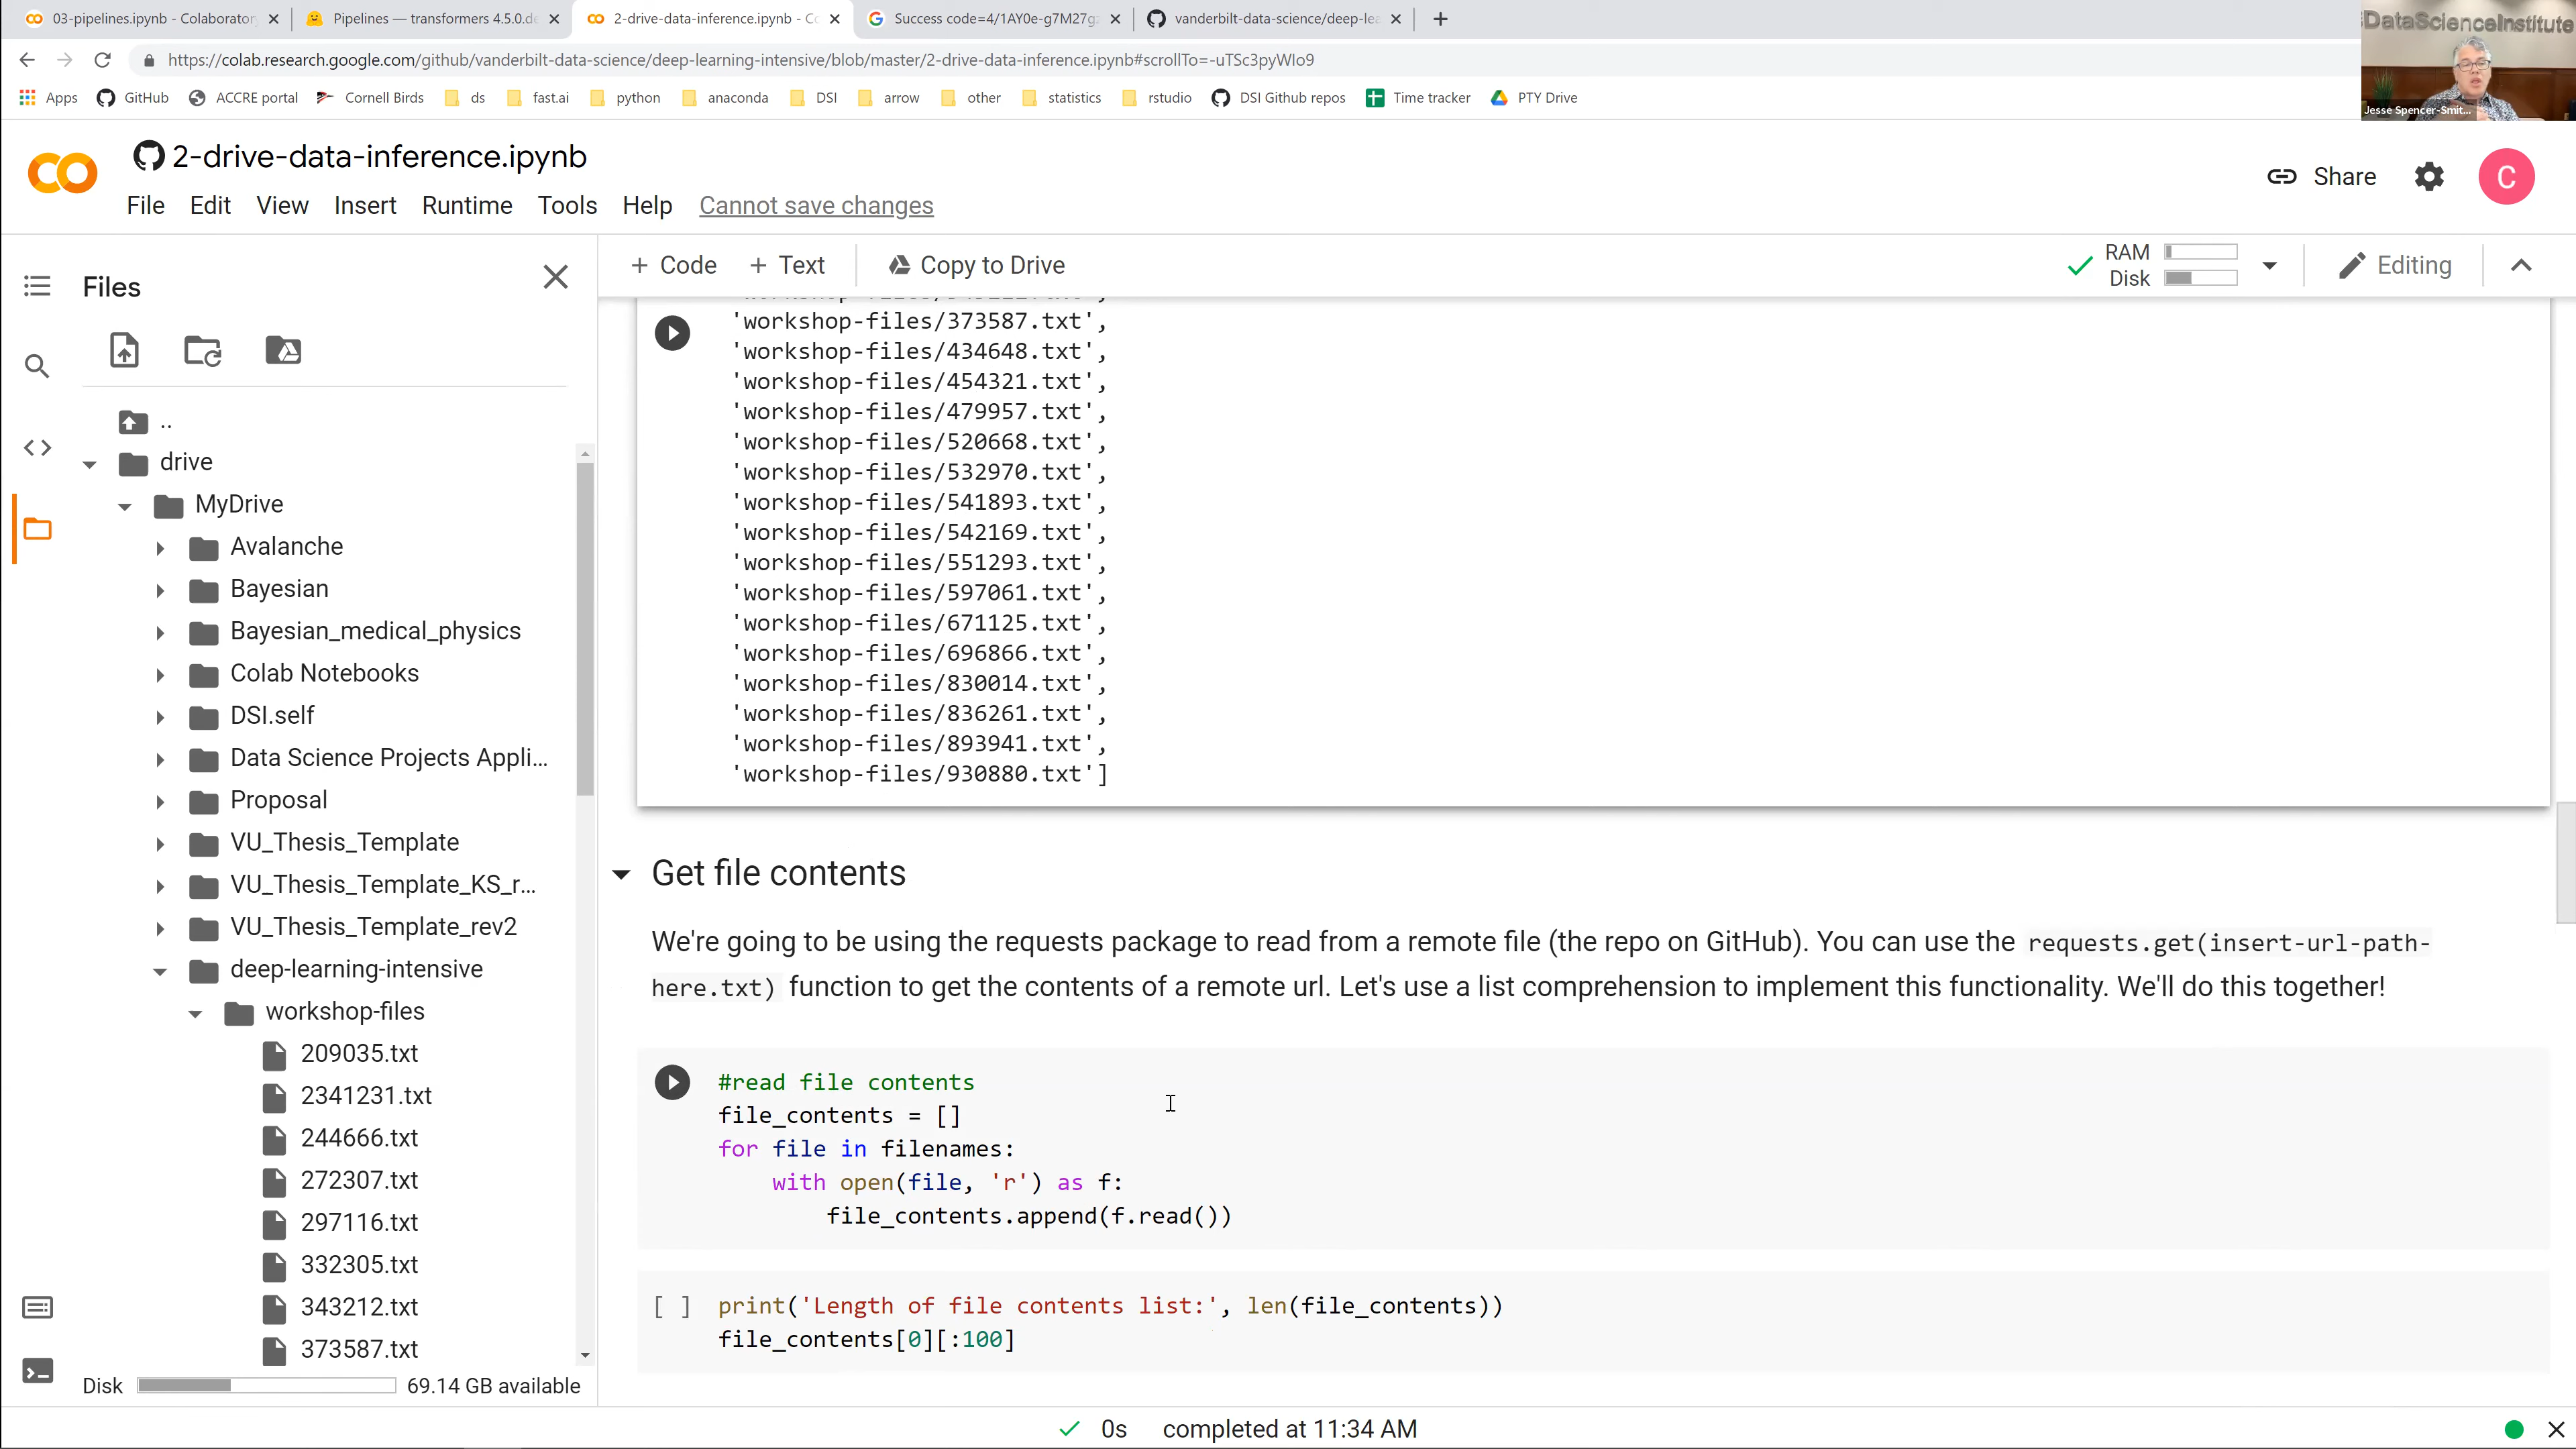 03-pipelines.ipynb - Colaborator
Pipelines — transformers 4.5.0.de
2-drive-data-inference.ipynb - Co
Success code=4/1AY0e-g7M27g
vanderbilt-data-science/deep-lea
https://colab.research.google.com/github/vanderbilt-data-science/deep-learning-intensive/blob/master/2-drive-data-inference.ipynb#scrollTo=-uTSc3pyWIo9
Apps GitHub ACCRE portal Cornell Birds ds fast.ai python anaconda DSI arrow other statistics rstudio DSI Github repos Time tracker PTY Drive
DataScienceInstitute
Jesse Spencer-Smit...
2-drive-data-inference.ipynb
File Edit View Insert Runtime Tools Help Cannot save changes
Share
C
Files
+ Code + Text Copy to Drive
RAM
Disk
Editing
..
drive
MyDrive
Avalanche
Bayesian
Bayesian_medical_physics
Colab Notebooks
DSI.self
Data Science Projects Appli...
Proposal
VU_Thesis_Template
VU_Thesis_Template_KS_r...
VU_Thesis_Template_rev2
deep-learning-intensive
workshop-files
209035.txt
2341231.txt
244666.txt
272307.txt
297116.txt
332305.txt
343212.txt
373587.txt
Disk 69.14 GB available
'workshop-files/373587.txt',
'workshop-files/434648.txt',
'workshop-files/454321.txt',
'workshop-files/479957.txt',
'workshop-files/520668.txt',
'workshop-files/532970.txt',
'workshop-files/541893.txt',
'workshop-files/542169.txt',
'workshop-files/551293.txt',
'workshop-files/597061.txt',
'workshop-files/671125.txt',
'workshop-files/696866.txt',
'workshop-files/830014.txt',
'workshop-files/836261.txt',
'workshop-files/893941.txt',
'workshop-files/930880.txt']
Get file contents
We're going to be using the requests package to read from a remote file (the repo on GitHub). You can use the requests.get(insert-url-path-
here.txt) function to get the contents of a remote url. Let's use a list comprehension to implement this functionality. We'll do this together!
#read file contents
file_contents = []
for file in filenames:
with open(file, 'r') as f:
file_contents.append(f.read())
[ ] print('Length of file contents list:', len(file_contents))
file_contents[0][:100]
0s completed at 11:34 AM